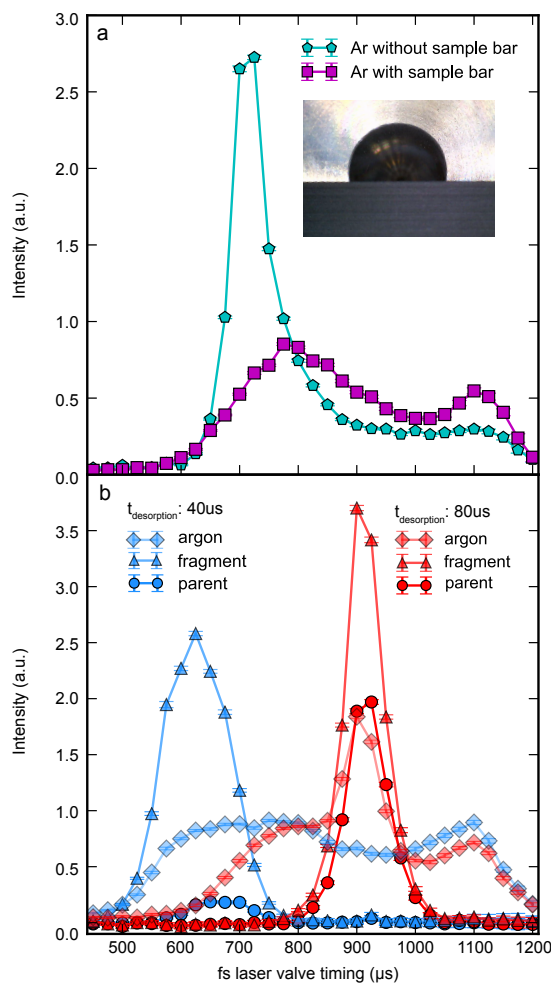 a
Ar without sample bar
Ar with sample bar
3.0
2.5
2.0
1.5
1.0
0.5
0.0
Intensity (a.u.)
b
t_desorption: 40us
argon
fragment
parent
t_desorption: 80us
argon
fragment
parent
3.5
3.0
2.5
2.0
1.5
1.0
0.5
0.0
Intensity (a.u.)
500 600 700 800 900 1000 1100 1200
fs laser valve timing (μs)